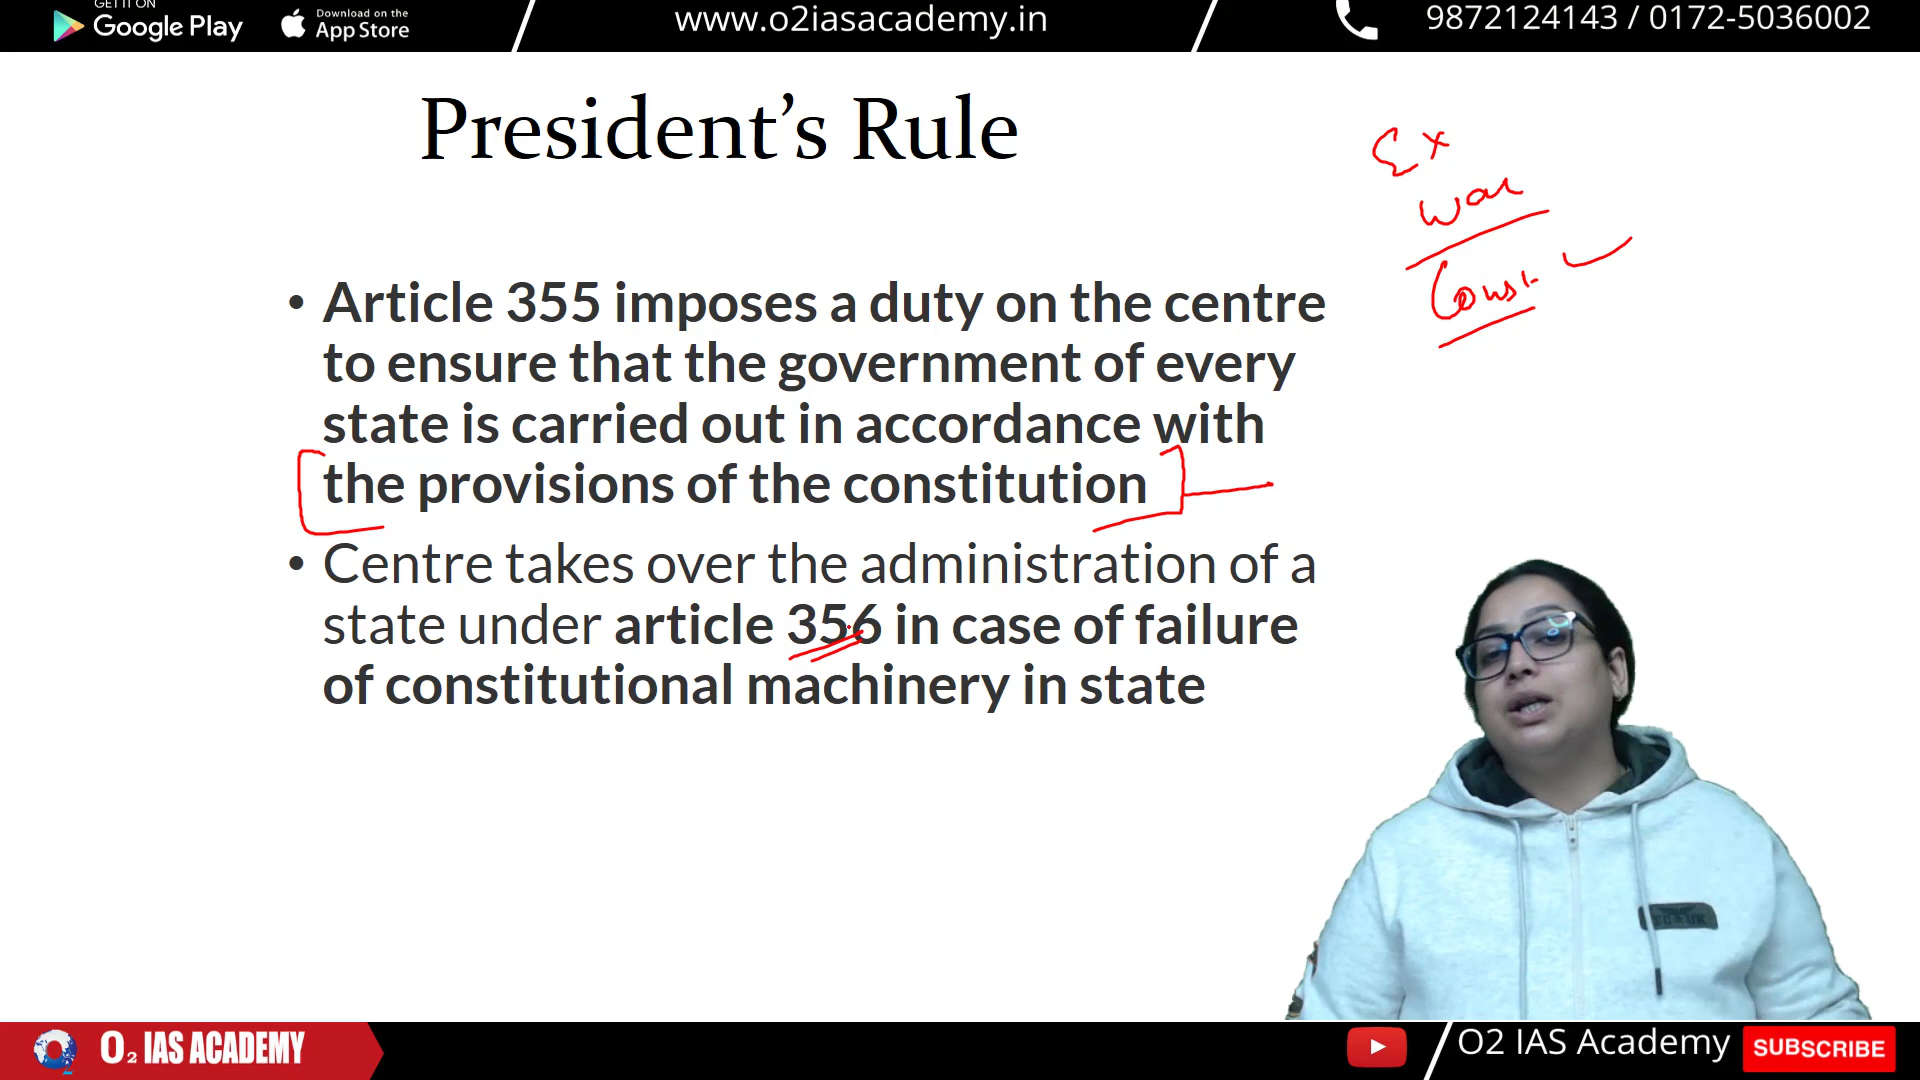 GET IT ON
Google Play
Download on the
App Store
www.o2iasacademy.in
9872124143 / 0172-5036002
President’s Rule
Ex
War
Const.
• Article 355 imposes a duty on the centre
to ensure that the government of every
state is carried out in accordance with
the provisions of the constitution
• Centre takes over the administration of a
state under article 356 in case of failure
of constitutional machinery in state
O2 IAS ACADEMY
O2 IAS Academy
SUBSCRIBE